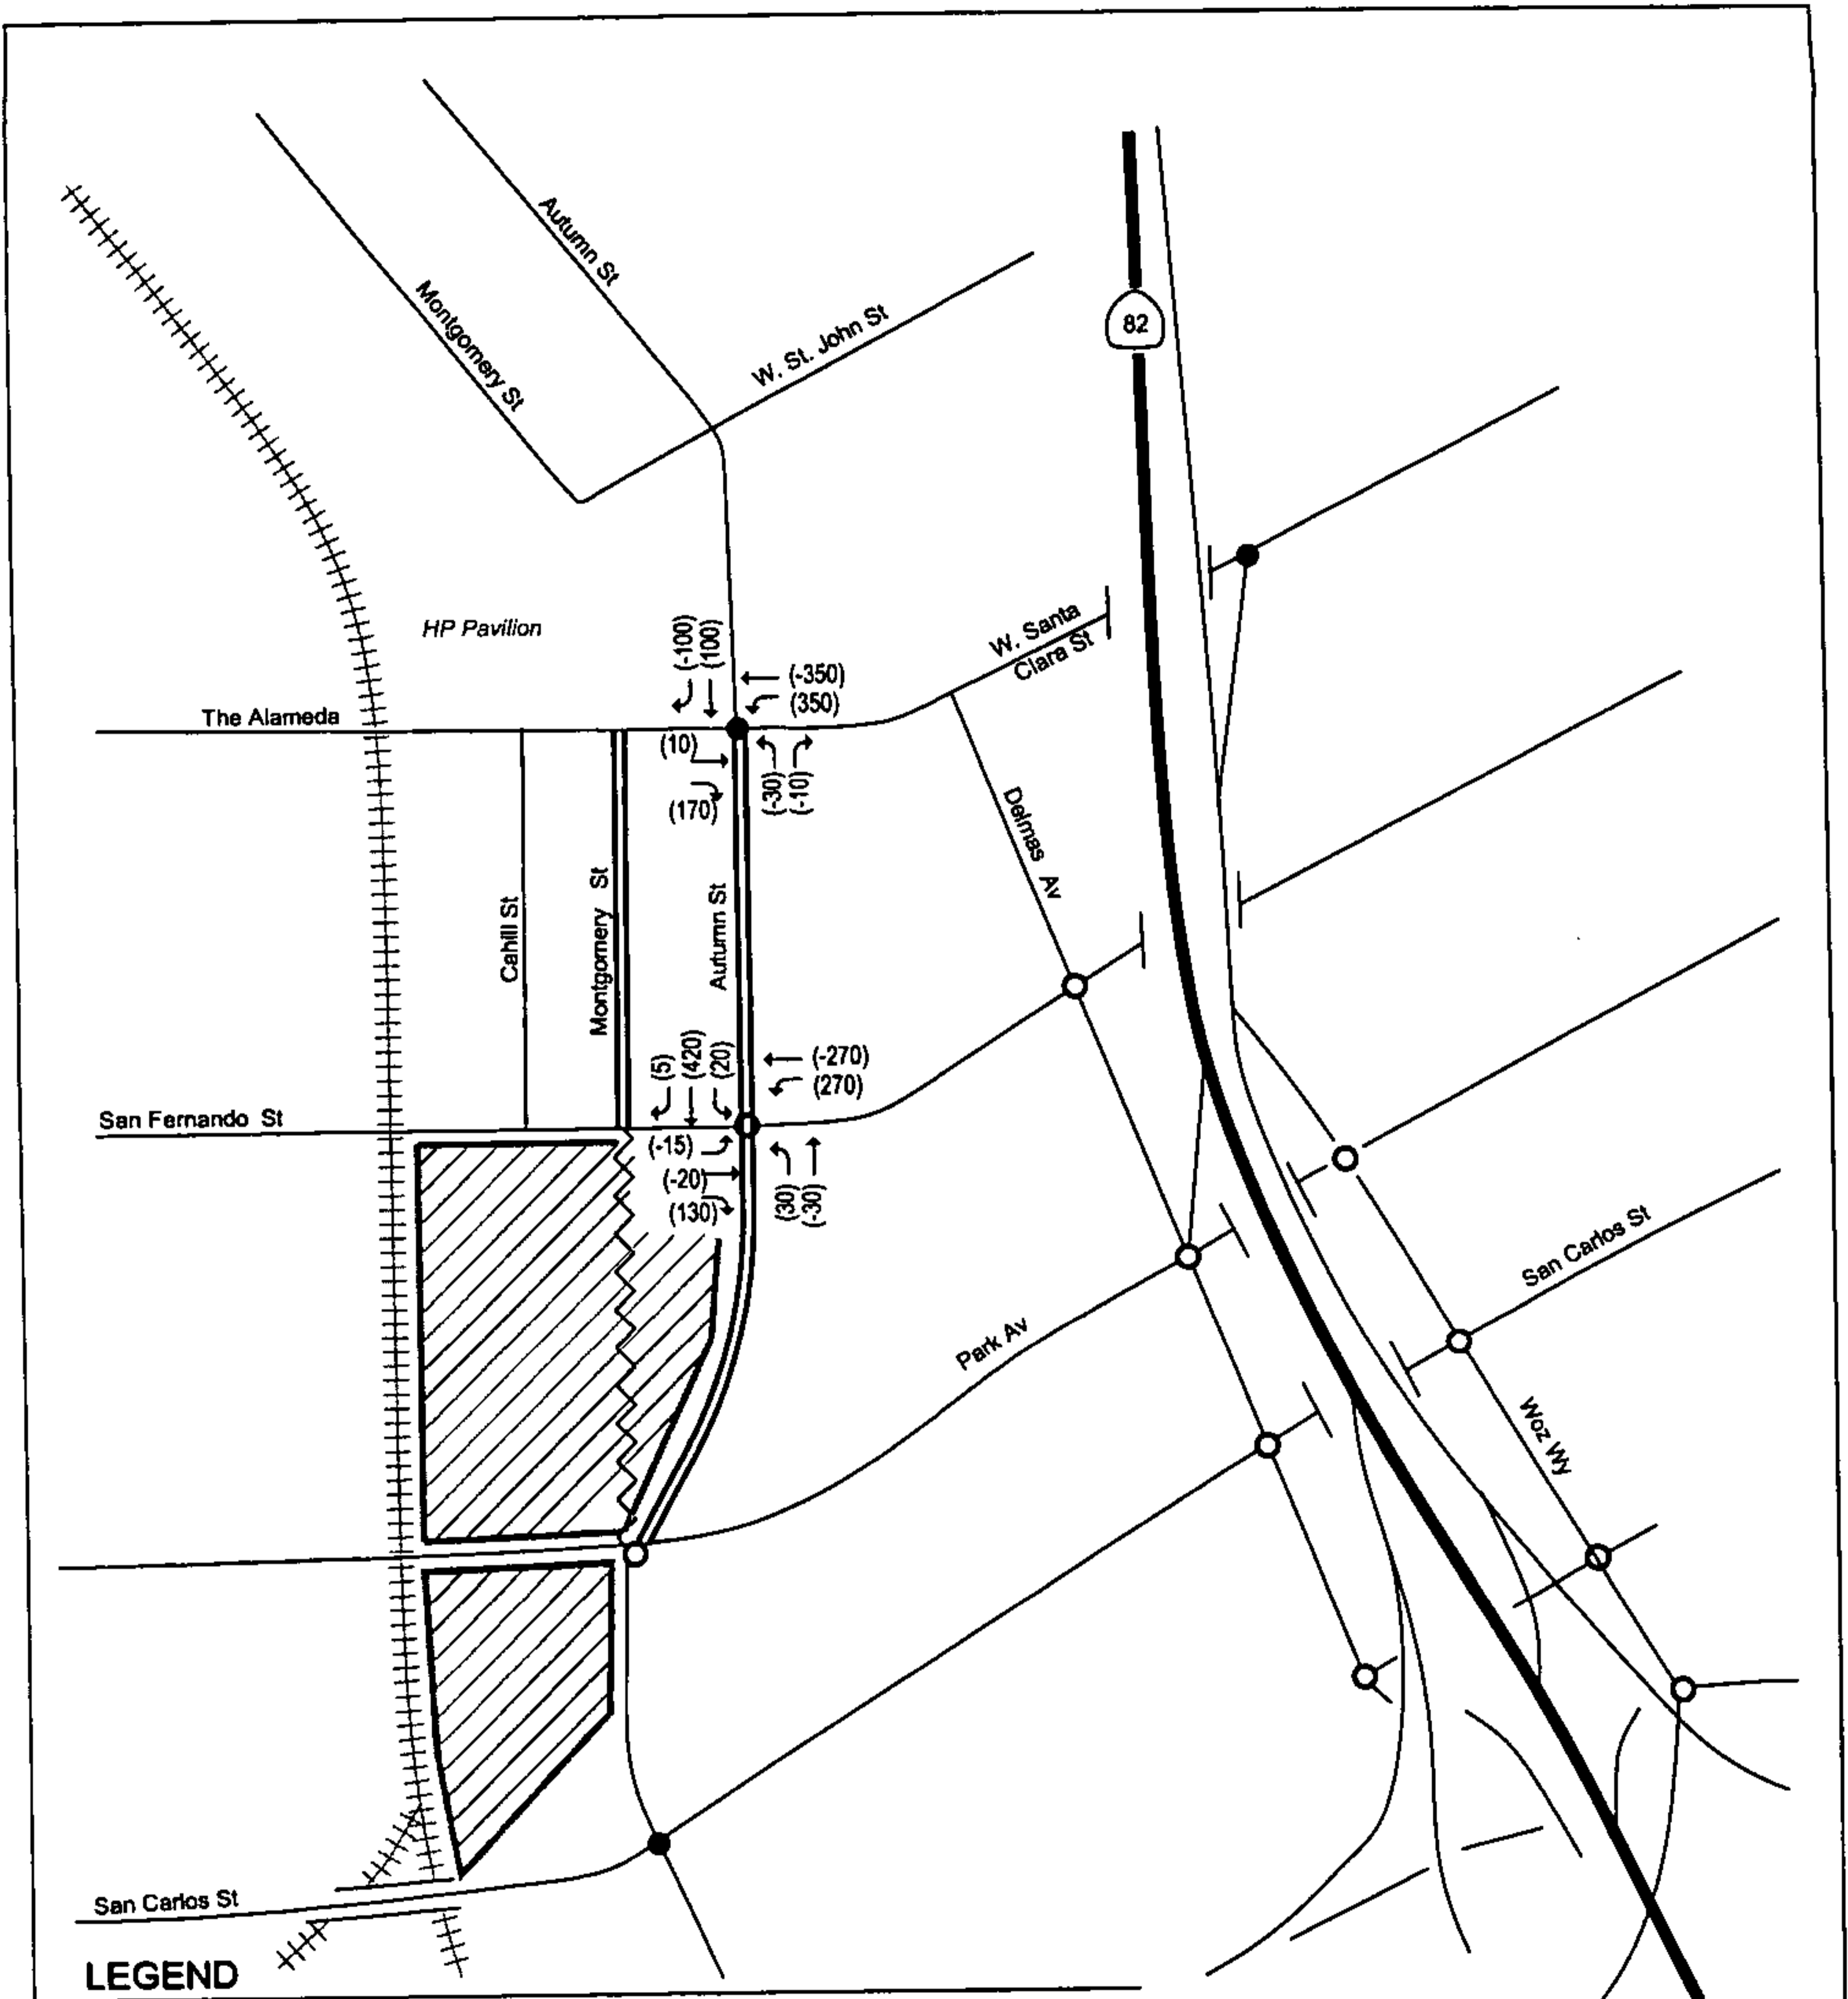 Autumn St
Montgomery St
W. St. John St
82
HP Pavilion
W. Santa
Clara St
(-100)
(100)
(-350)
(350)
The Alameda
(10)
(170)
(-30)
(-10)
Delmas Av
Cahill St
Montgomery St
Autumn St
(5)
(420)
(20)
(-270)
(270)
San Fernando St
(-15)
(-20)
(130)
(30)
(-30)
San Carlos St
Park Av
Woz Wy
San Carlos St
LEGEND